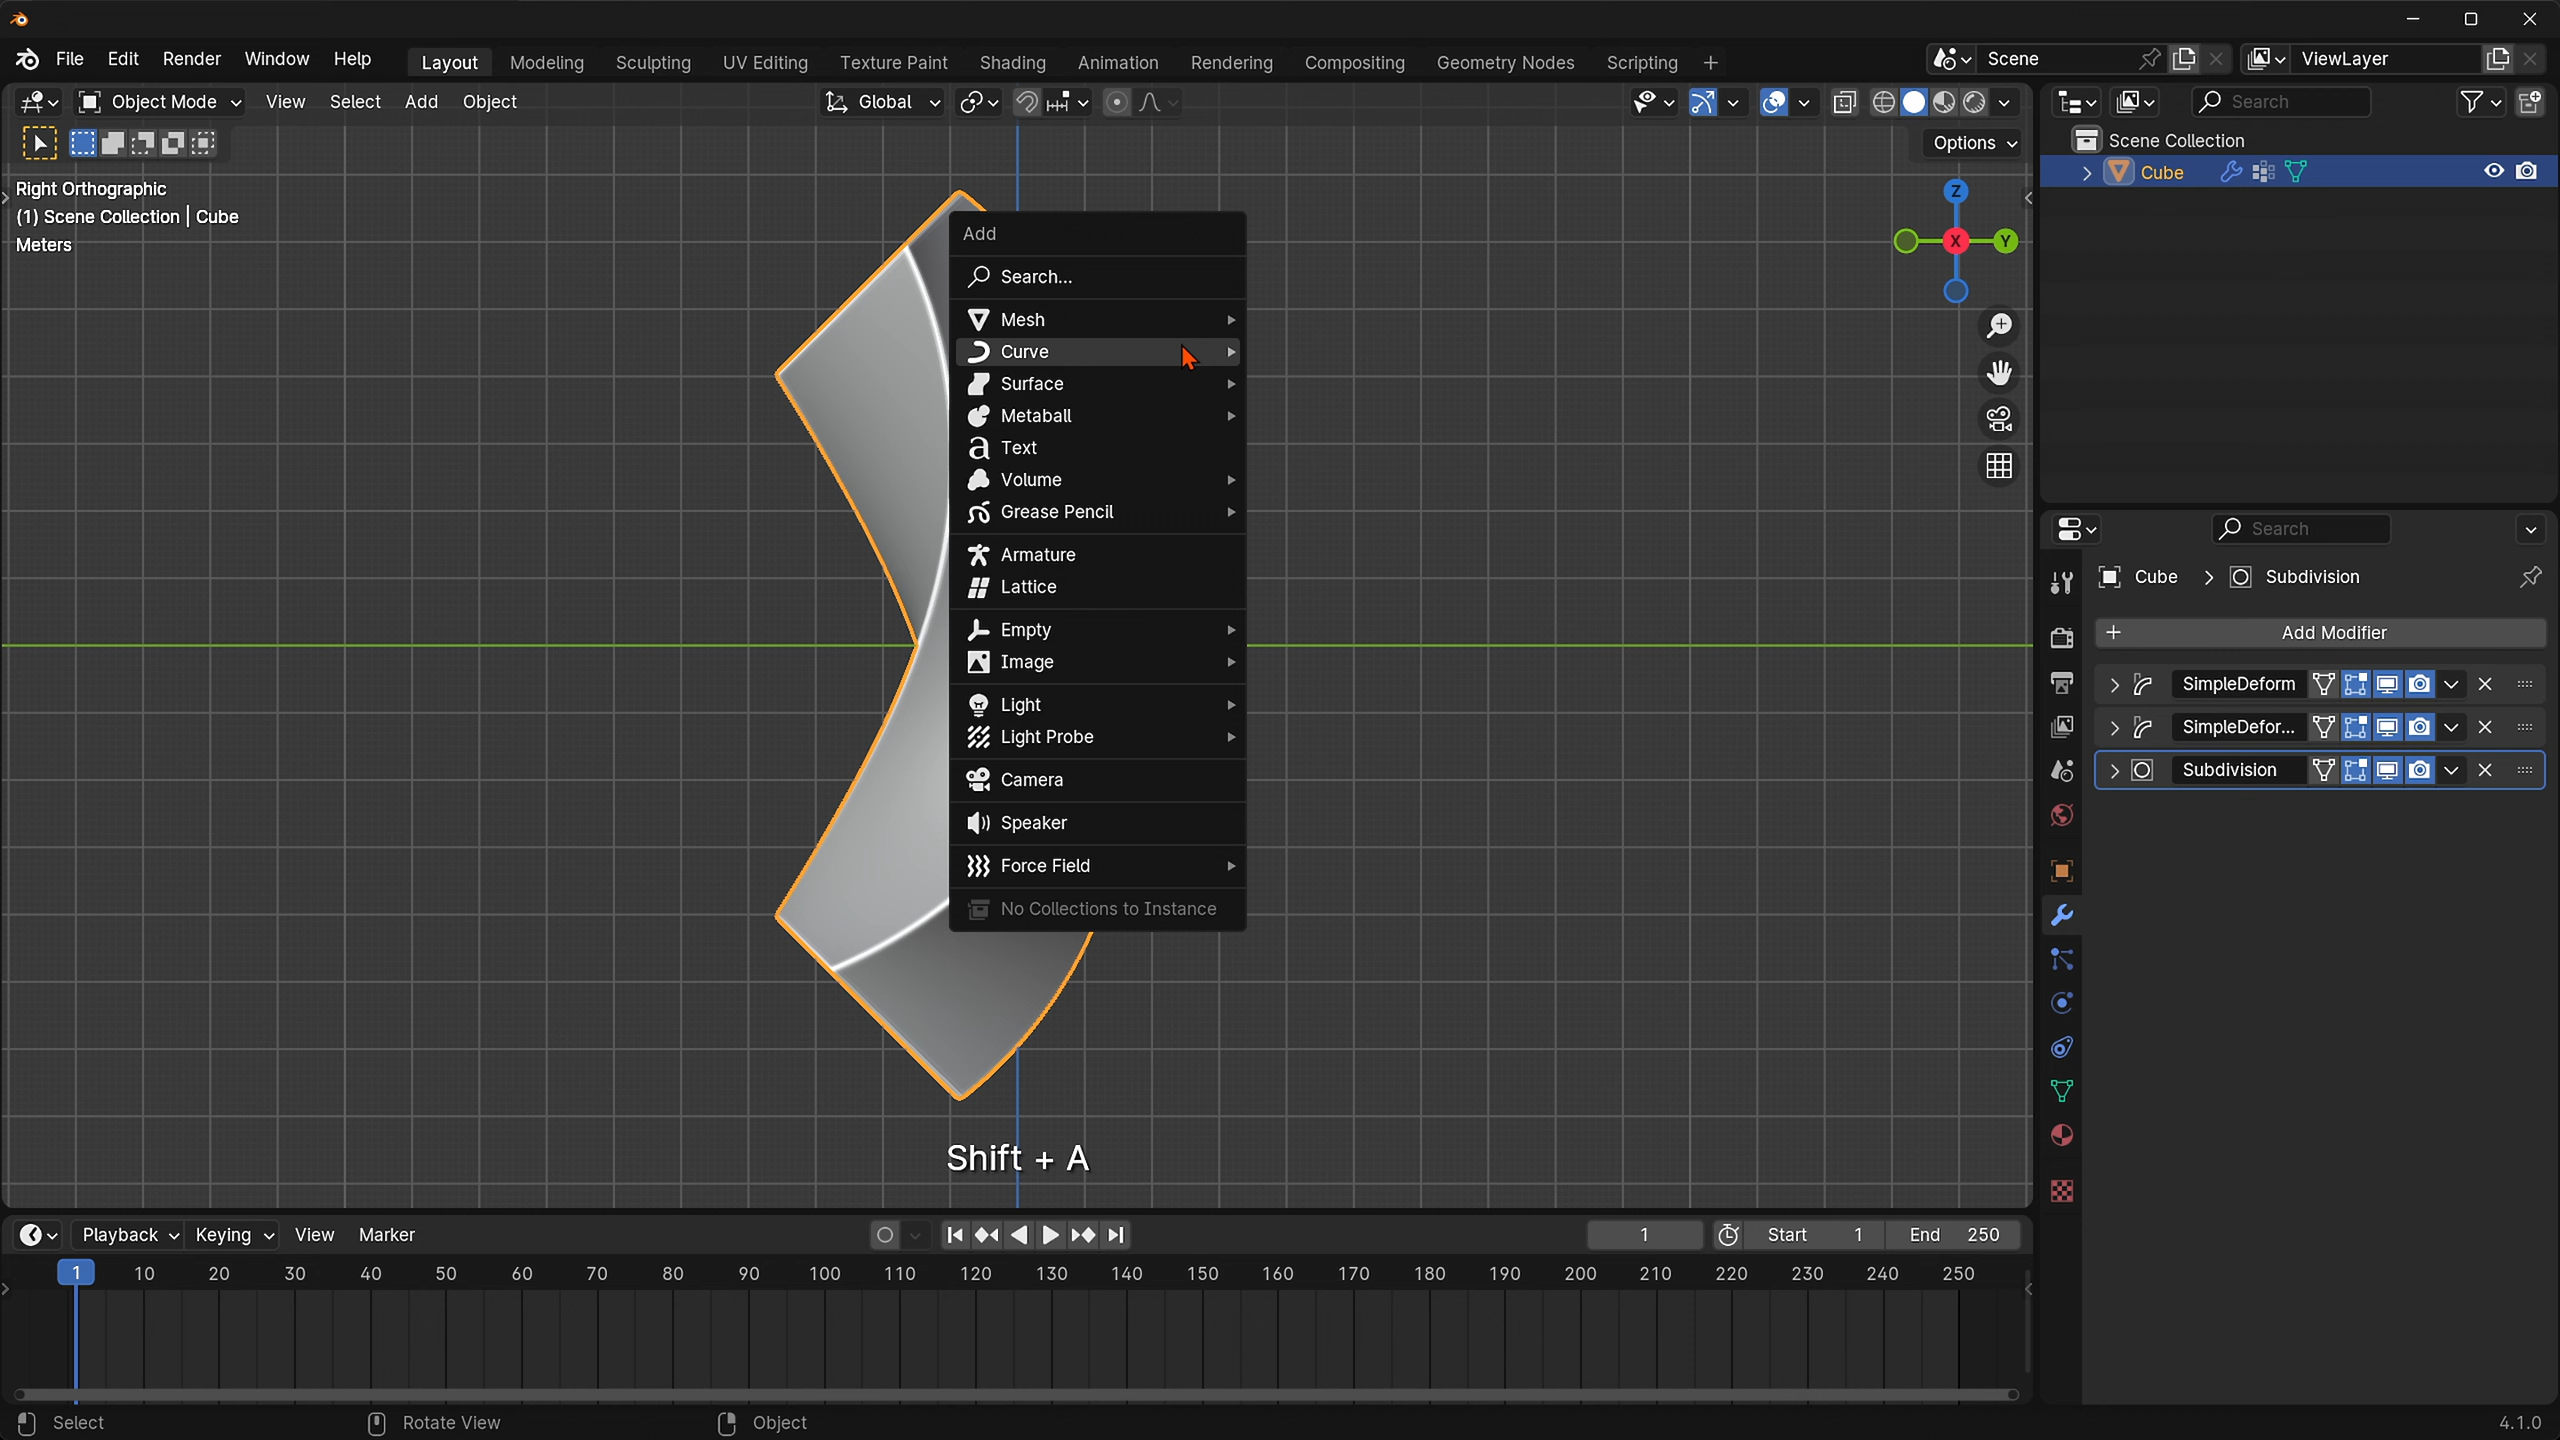 File Edit Render Window Help Layout Modeling Sculpting UV Editing Texture Paint Shading Animation Rendering Compositing Geometry Nodes Scripting + Scene ViewLayer
Object Mode View Select Add Object Global Search
Options
Right Orthographic
(1) Scene Collection | Cube
Meters
Z
X
Y
Add
Search...
Mesh
Curve
Surface
Metaball
Text
Volume
Grease Pencil
Armature
Lattice
Empty
Image
Light
Light Probe
Camera
Speaker
Force Field
No Collections to Instance
Shift + A
Scene Collection
Cube
Search
Cube > Subdivision
+ Add Modifier
SimpleDeform
SimpleDefor...
Subdivision
Playback Keying View Marker 1 Start 1 End 250
1 10 20 30 40 50 60 70 80 90 100 110 120 130 140 150 160 170 180 190 200 210 220 230 240 250
Select Rotate View Object 4.1.0